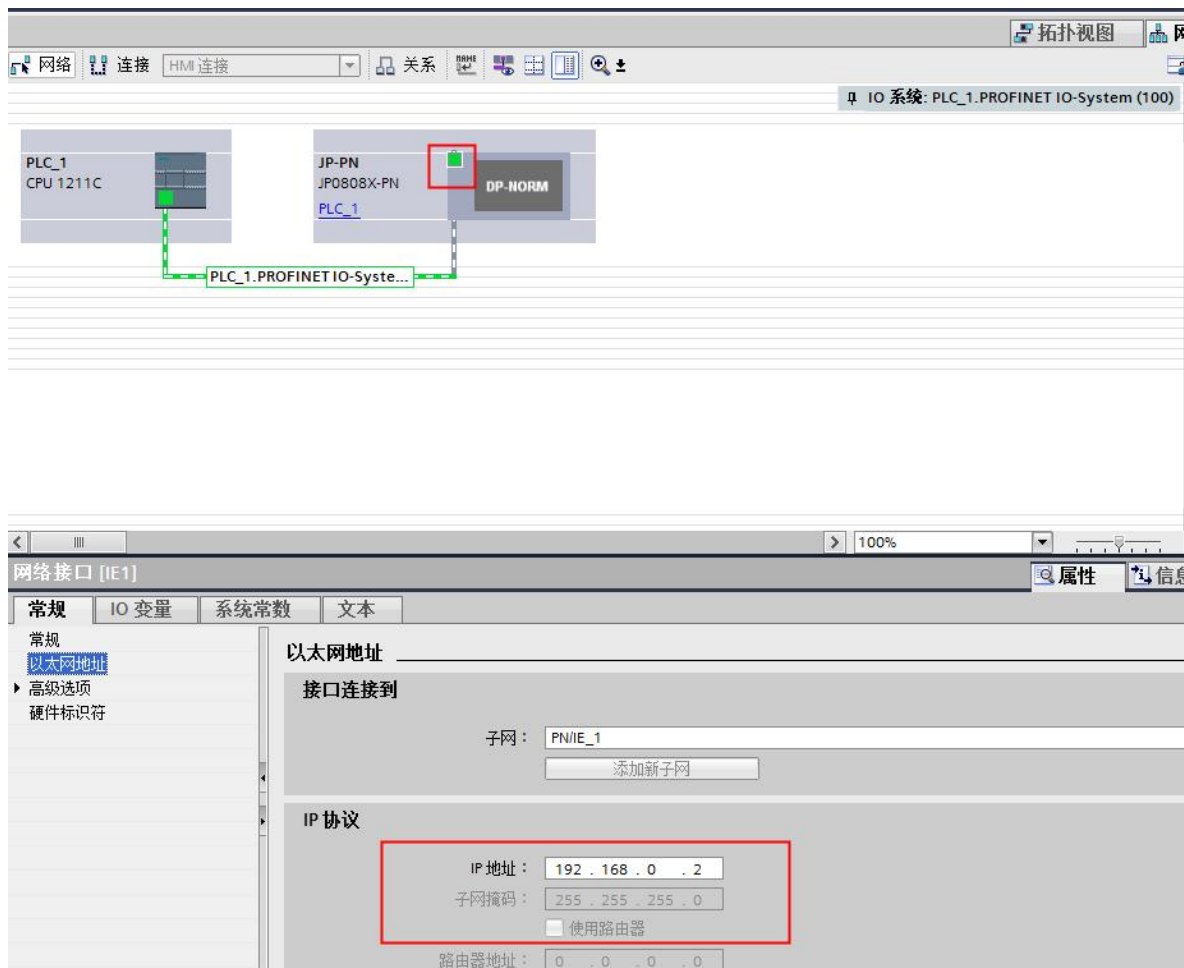 拓扑视图
网络 连接 HMI 连接 关系
IO 系统: PLC_1.PROFINET IO-System (100)
PLC_1
CPU 1211C
JP-PN
JP0808X-PN
PLC_1
DP-NORM
PLC_1.PROFINET IO-Syste...
100%
网络接口 [IE1]
属性 信息
常规 IO 变量 系统常数 文本
常规
以太网地址
高级选项
硬件标识符
以太网地址
接口连接到
子网： PN/IE_1
添加新子网
IP 协议
IP 地址： 192 . 168 . 0 . 2
子网掩码： 255 . 255 . 255 . 0
使用路由器
路由器地址： 0 . 0 . 0 . 0